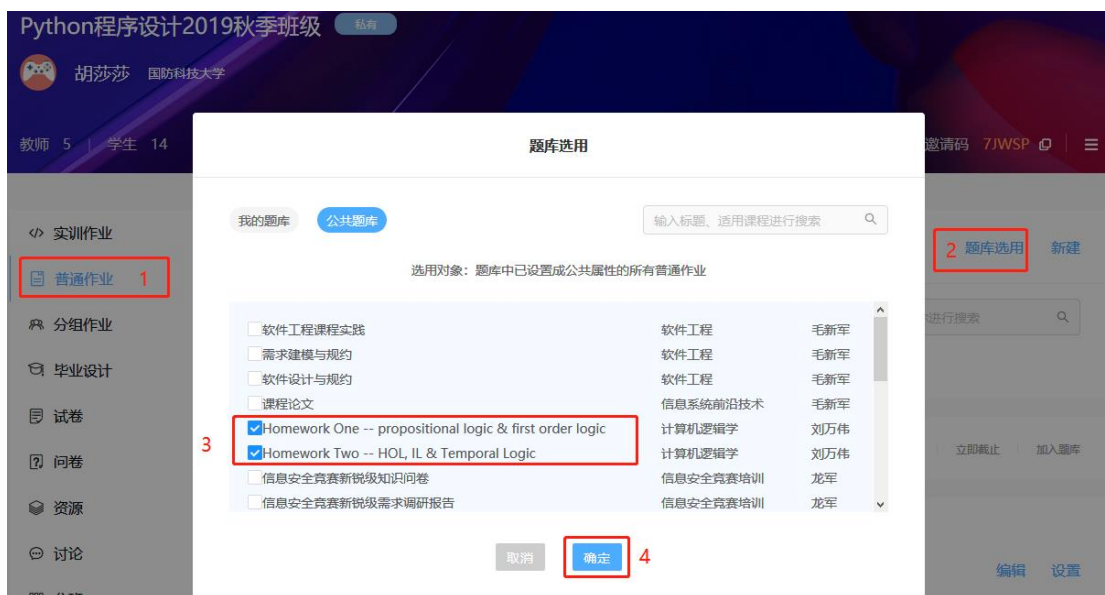 Python程序设计2019秋季班级 私有
胡莎莎 国防科技大学
教师 5 | 学生 14
邀请码 7JWSP
题库选用
我的题库 公共题库 输入标题、适用课程进行搜索
选用对象：题库中已设置成公共属性的所有普通作业
软件工程课程实践 软件工程 毛新军
需求建模与规约 软件工程 毛新军
软件设计与规约 软件工程 毛新军
课程论文 信息系统前沿技术 毛新军
3 Homework One -- propositional logic & first order logic 计算机逻辑学 刘万伟
Homework Two -- HOL, IL & Temporal Logic 计算机逻辑学 刘万伟
信息安全竞赛新锐级知识问卷 信息安全竞赛培训 龙军
信息安全竞赛新锐级需求调研报告 信息安全竞赛培训 龙军
取消 确定 4
</> 实训作业
普通作业 1
分组作业
毕业设计
试卷
问卷
资源
讨论
2 题库选用 新建
进行搜索
立即截止 加入题库
编辑 设置